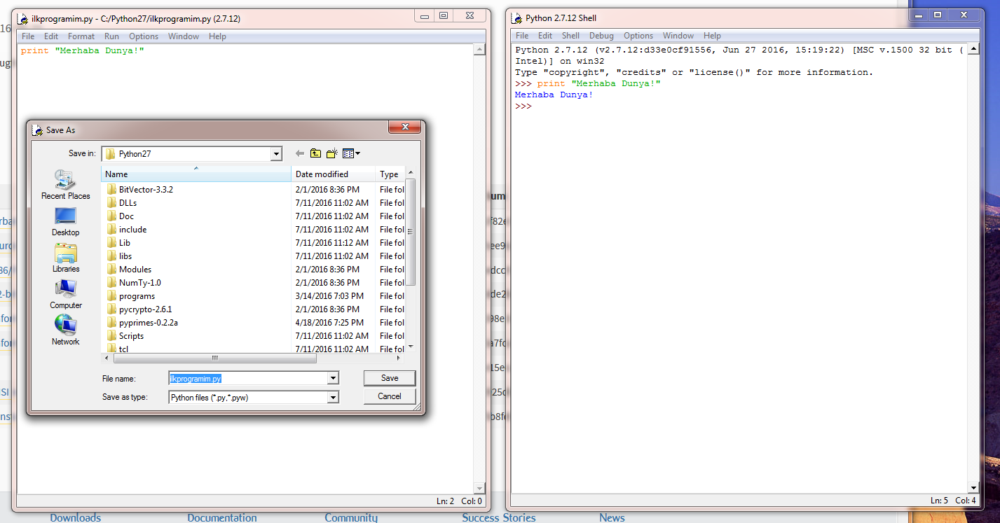 ilkprogramim.py - C:/Python27/ilkprogramim.py (2.7.12)
File Edit Format Run Options Window Help
print "Merhaba Dunya!"
Save As
Save in: Python27
Name Date modified Type
BitVector-3.3.2 2/1/2016 8:36 PM File fol
DLLs 7/11/2016 11:02 AM File fol
Doc 7/11/2016 11:02 AM File fol
include 7/11/2016 11:02 AM File fol
Lib 7/11/2016 11:12 AM File fol
libs 7/11/2016 11:02 AM File fol
Modules 2/1/2016 8:36 PM File fol
NumTy-1.0 2/1/2016 8:36 PM File fol
programs 3/14/2016 7:03 PM File fol
pycrypto-2.6.1 2/1/2016 8:36 PM File fol
pyprimes-0.2.2a 4/18/2016 7:25 PM File fol
Scripts 7/11/2016 11:02 AM File fol
tcl 7/11/2016 11:02 AM File fol
Recent Places
Desktop
Libraries
Computer
Network
File name: ilkprogramim.py Save
Save as type: Python files (*.py,*.pyw) Cancel
Ln: 2 Col: 0
Python 2.7.12 Shell
File Edit Shell Debug Options Window Help
Python 2.7.12 (v2.7.12:d33e0cf91556, Jun 27 2016, 15:19:22) [MSC v.1500 32 bit (
Intel)] on win32
Type "copyright", "credits" or "license()" for more information.
>>> print "Merhaba Dunya!"
Merhaba Dunya!
>>>
Ln: 5 Col: 4
Downloads Documentation Community Success Stories News